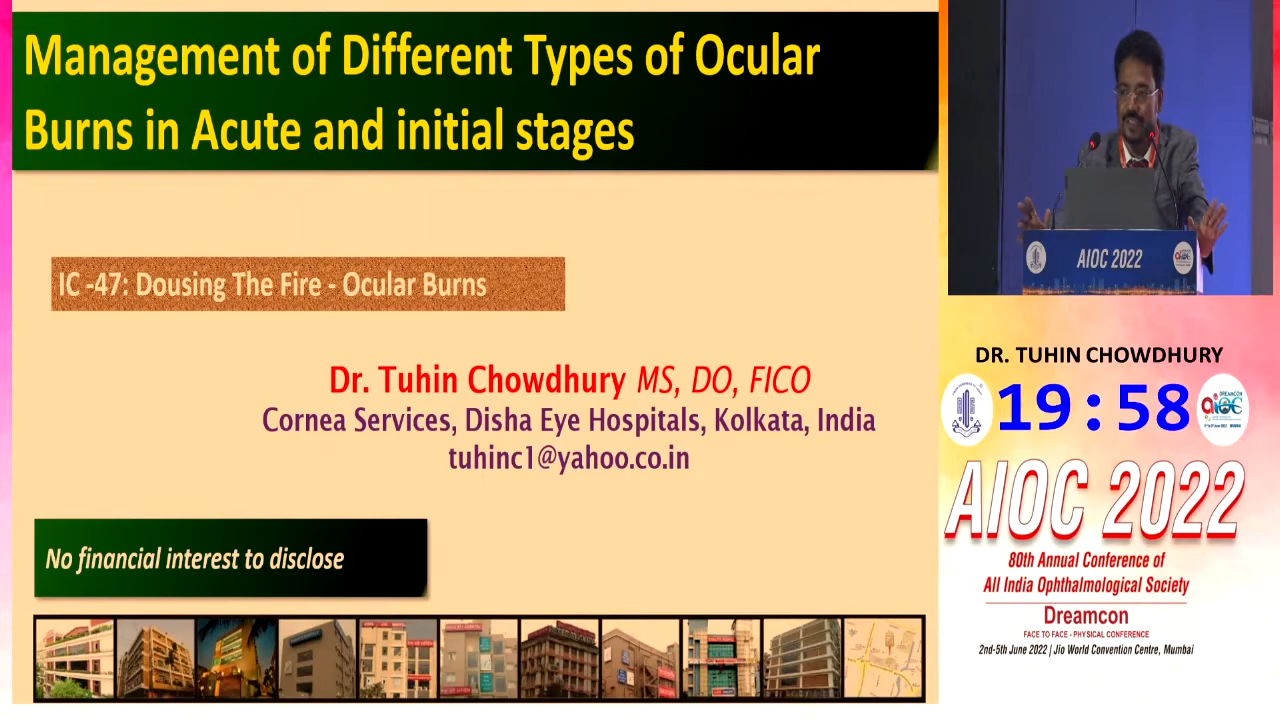 Management of Different Types of Ocular
Burns in Acute and initial stages
IC -47: Dousing The Fire - Ocular Burns
Dr. Tuhin Chowdhury MS, DO, FICO
Cornea Services, Disha Eye Hospitals, Kolkata, India
tuhinc1@yahoo.co.in
No financial interest to disclose
AIOC 2022
DR. TUHIN CHOWDHURY
19:58
DREAMCON
AIOC 2022
80th Annual Conference of
All India Ophthalmological Society
Dreamcon
FACE TO FACE - PHYSICAL CONFERENCE
2nd-5th June 2022 | Jio World Convention Centre, Mumbai